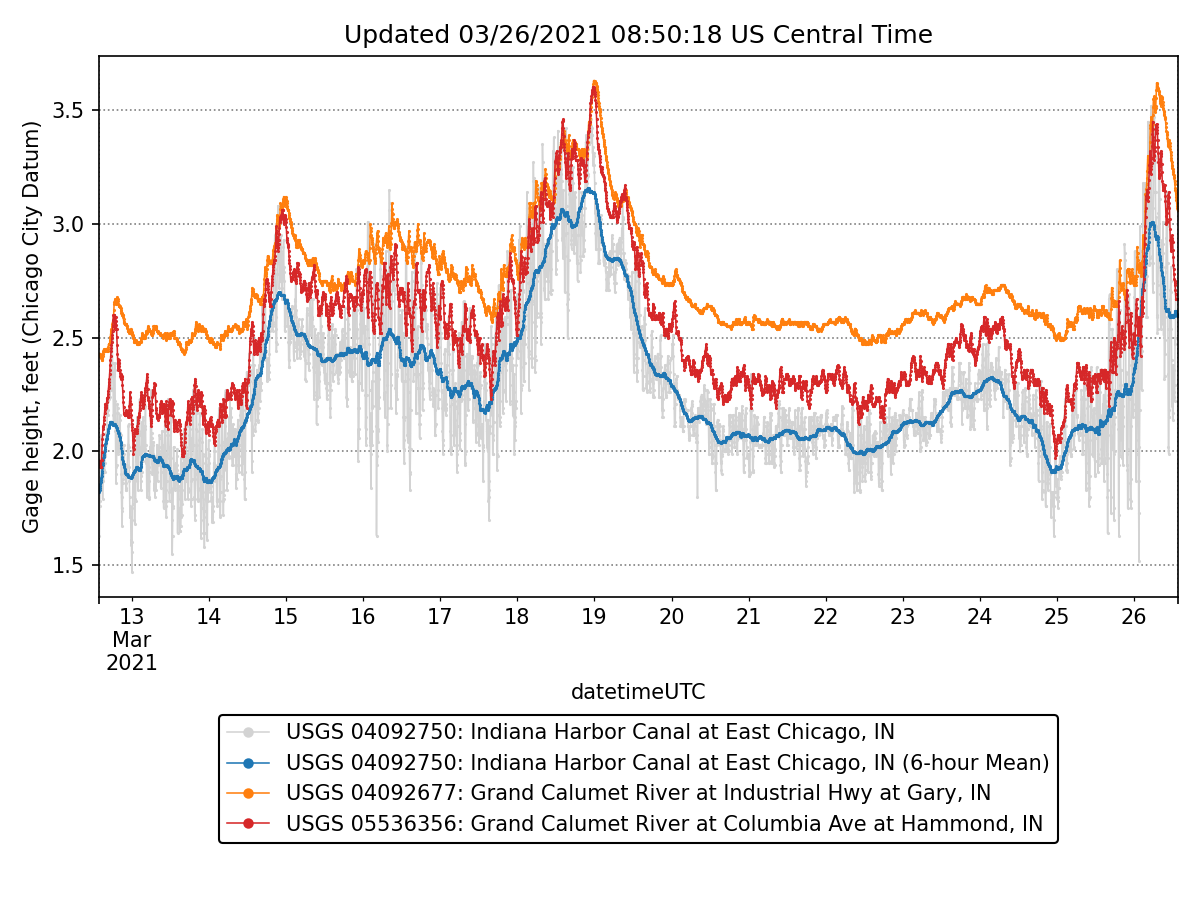 Updated 03/26/2021 08:50:18 US Central Time
Gage height, feet (Chicago City Datum)
3.5
3.0
2.5
2.0
1.5
13 14 15 16 17 18 19 20 21 22 23 24 25 26
Mar
2021
datetimeUTC
USGS 04092750: Indiana Harbor Canal at East Chicago, IN
USGS 04092750: Indiana Harbor Canal at East Chicago, IN (6-hour Mean)
USGS 04092677: Grand Calumet River at Industrial Hwy at Gary, IN
USGS 05536356: Grand Calumet River at Columbia Ave at Hammond, IN